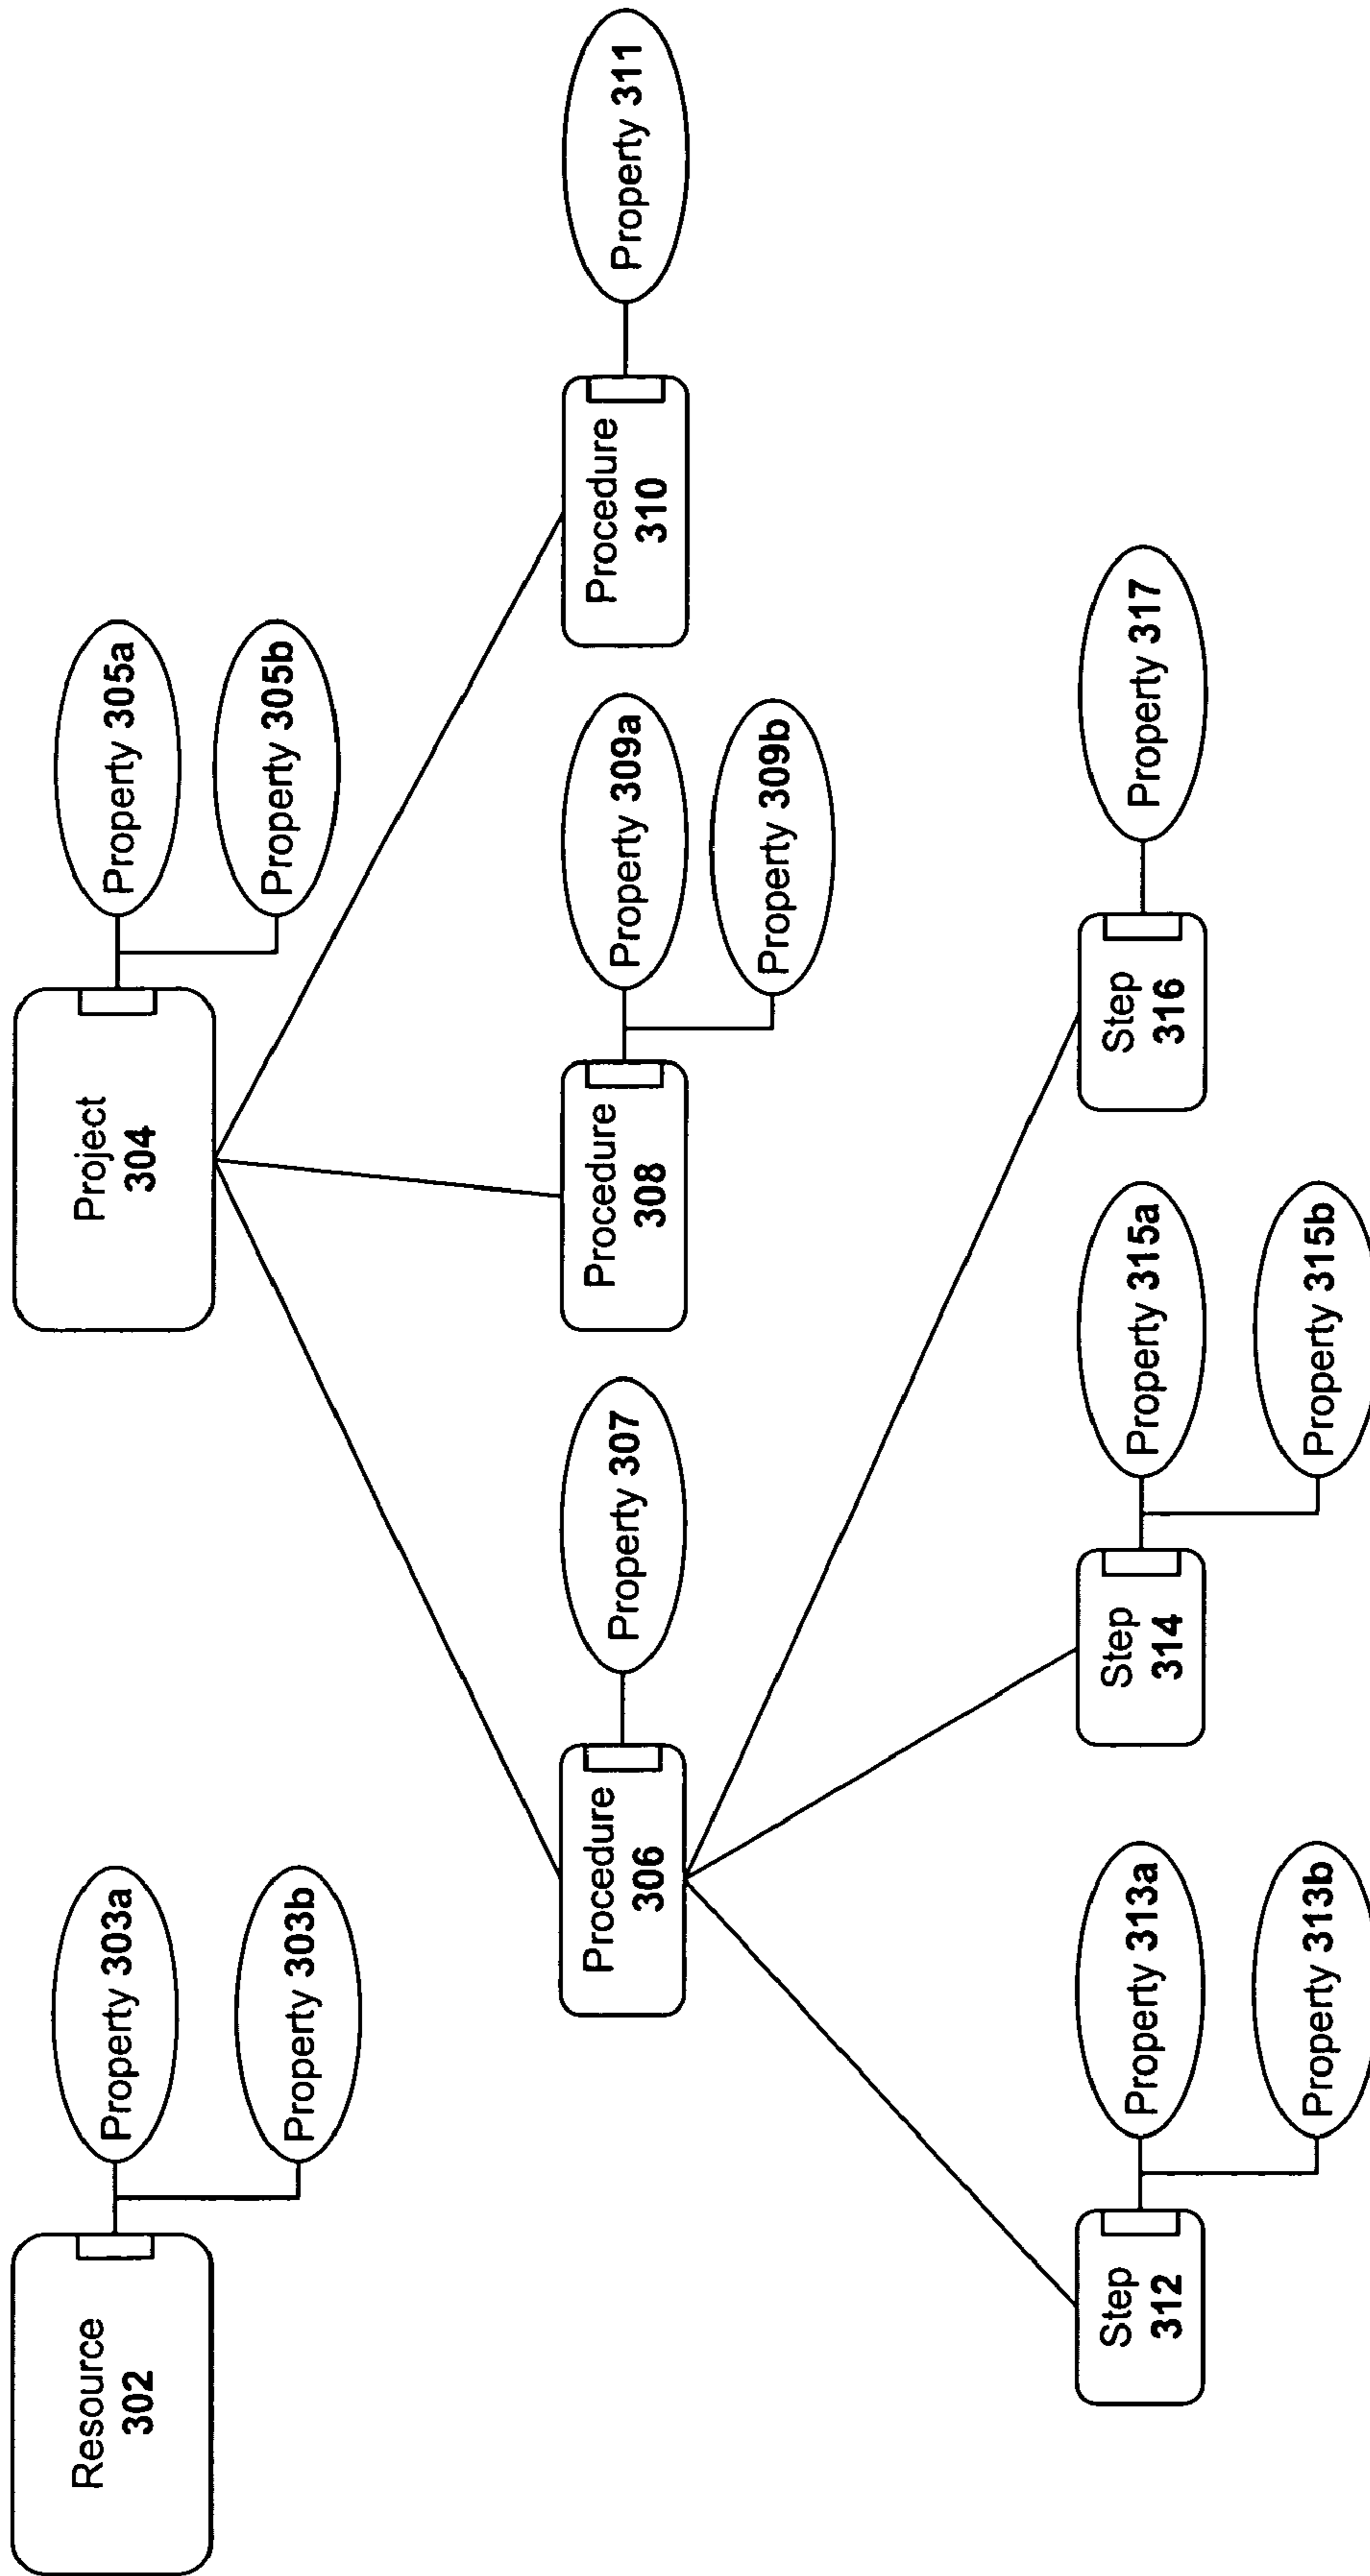 Resource
302
Property 303a
Property 303b
Project
304
Property 305a
Property 305b
Procedure
306
Property 307
Procedure
308
Property 309a
Property 309b
Procedure
310
Property 311
Step
312
Property 313a
Property 313b
Step
314
Property 315a
Property 315b
Step
316
Property 317